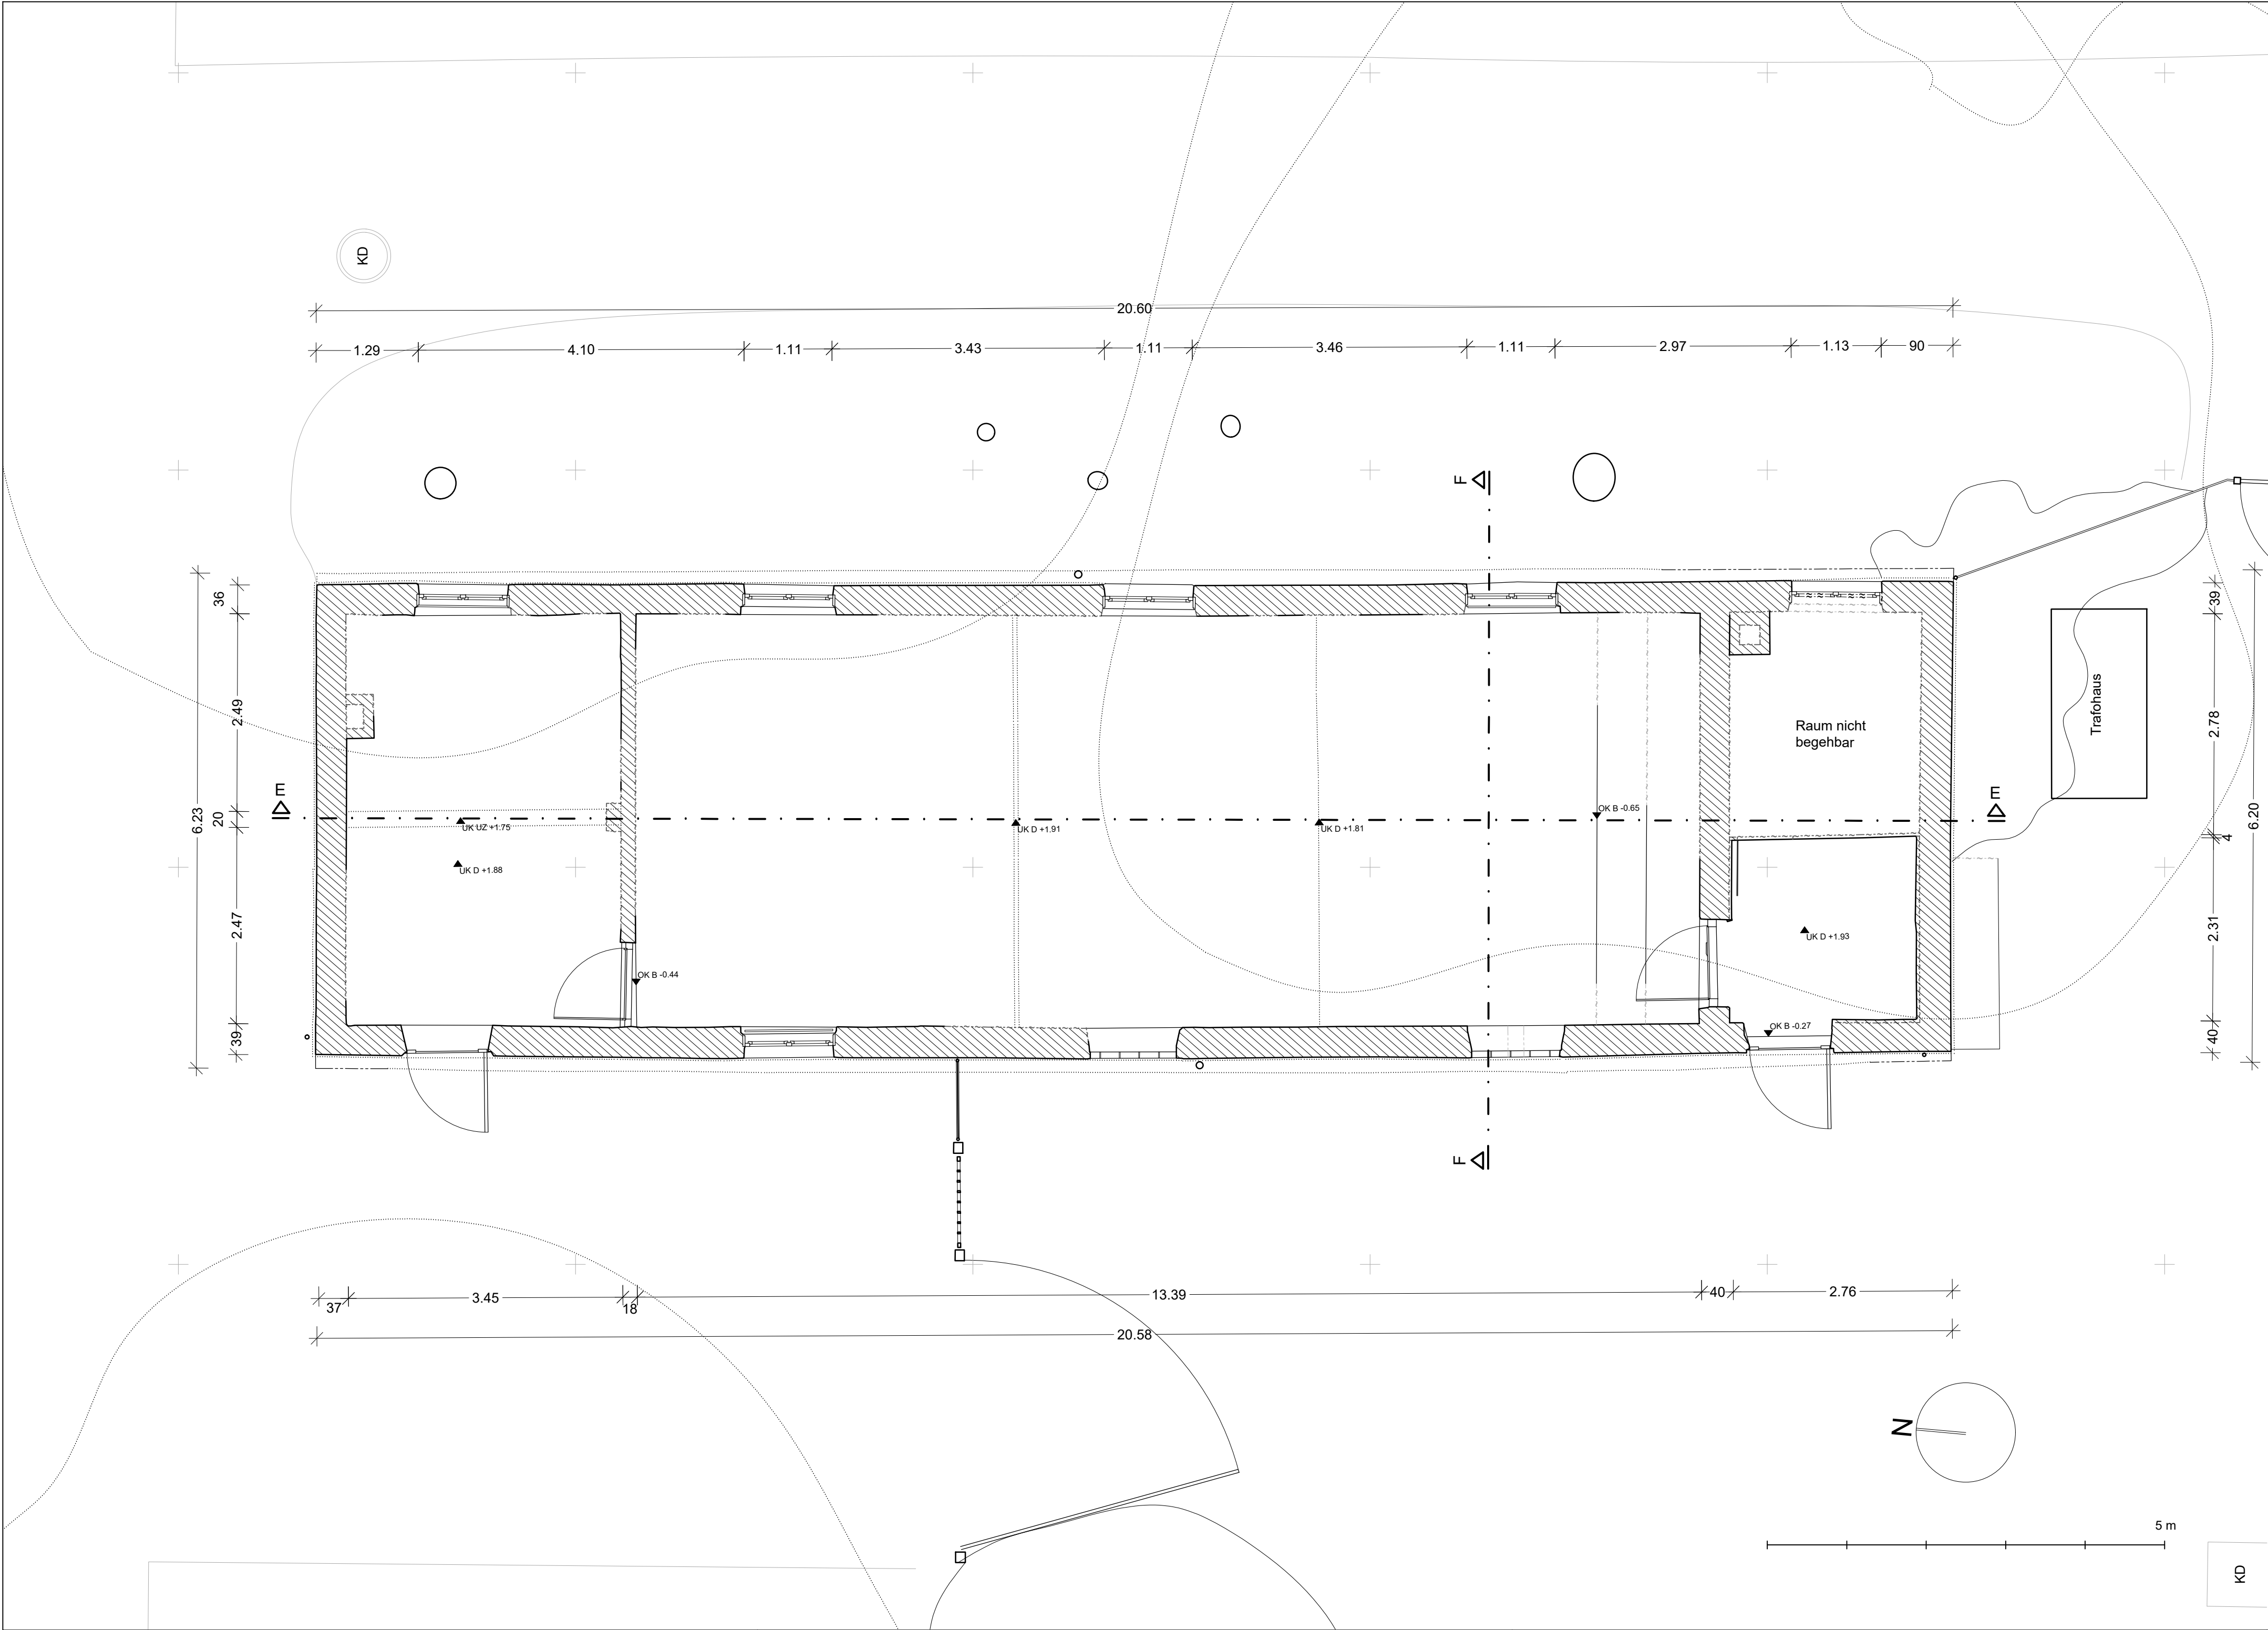 KD
20.60
1.29
4.10
1.11
3.43
1.11
3.46
1.11
2.97
1.13
90
F
36
2.49
20
2.47
39
6.23
39
2.78
4
2.31
40
6.20
Trafohaus
Raum nicht
begehbar
E
E
UK UZ +1.75
UK D +1.88
UK D +1.91
UK D +1.81
OK B -0.65
UK D +1.93
OK B -0.44
OK B -0.27
F
37
3.45
18
13.39
40
2.76
20.58
N
5 m
KD